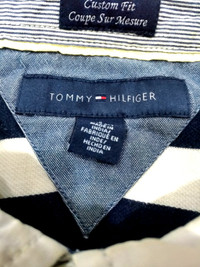 Custom Fit
Coupe Sur Mesure
TOMMY HILFIGER
MADE IN
INDIA/
FABRIQUÉ EN
INDE/
HECHO EN
INDIA